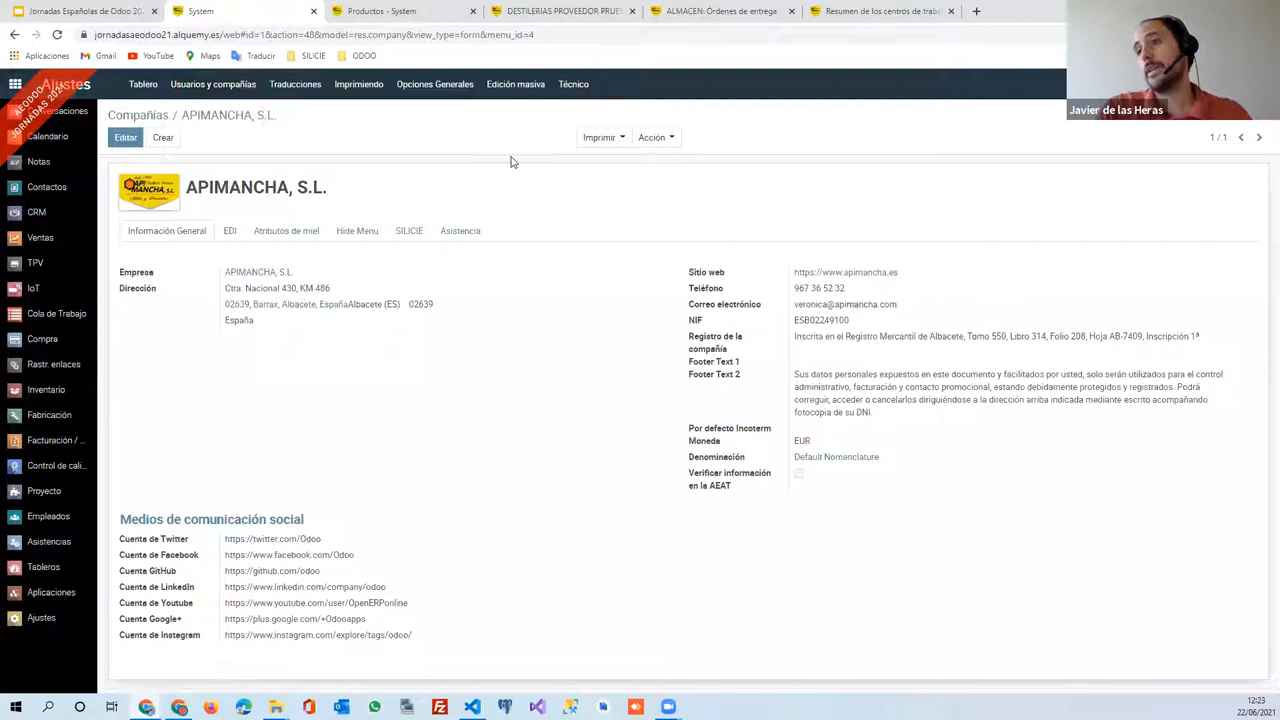 Jornadas Españolas de Odoo 20
System
Productos - System
DESTILERIAS PROVEEDOR PRUE
ALMACEN: Órdenes de entrega
Resumen de los centros de trab
jornadasaeodoo21.alquemy.es/web#id=1&action=48&model=res.company&view_type=form&menu_id=4
Aplicaciones
Gmail
YouTube
Maps
Traducir
SILICIE
ODOO
Ajustes
Tablero
Usuarios y compañías
Traducciones
Imprimiendo
Opciones Generales
Edición masiva
Técnico
AEODOO
JORNADAS 2021
Javier de las Heras
Compañías / APIMANCHA, S.L.
Editar
Crear
Imprimir
Acción
1 / 1
Conversaciones
Calendario
Notas
Contactos
CRM
Ventas
TPV
IoT
Cola de Trabajo
Compra
Rastr. enlaces
Inventario
Fabricación
Facturación / ...
Control de cali...
Proyecto
Empleados
Asistencias
Tableros
Aplicaciones
Ajustes
API
MANCHA, S.L
APIMANCHA, S.L.
Información General
EDI
Atributos de miel
Hide Menu
SILICIE
Asistencia
Empresa
APIMANCHA, S.L.
Dirección
Ctra. Nacional 430, KM 486
02639, Barrax, Albacete, EspañaAlbacete (ES) 02639
España
Sitio web
https://www.apimancha.es
Teléfono
967 36 52 32
Correo electrónico
veronica@apimancha.com
NIF
ESB02249100
Registro de la compañía
Inscrita en el Registro Mercantil de Albacete, Tomo 550, Libro 314, Folio 208, Hoja AB-7409, Inscripción 1ª
Footer Text 1
Footer Text 2
Sus datos personales expuestos en este documento y facilitados por usted, solo serán utilizados para el control
administrativo, facturación y contacto promocional, estando debidamente protegidos y registrados. Podrá
correguir, acceder o cancelarlos diriguiéndose a la dirección arriba indicada mediante escrito acompañando
fotocopia de su DNI.
Por defecto Incoterm
Moneda
EUR
Denominación
Default Nomenclature
Verificar información
en la AEAT
Medios de comunicación social
Cuenta de Twitter
https://twitter.com/Odoo
Cuenta de Facebook
https://www.facebook.com/Odoo
Cuenta GitHub
https://github.com/odoo
Cuenta de LinkedIn
https://www.linkedin.com/company/odoo
Cuenta de Youtube
https://www.youtube.com/user/OpenERPonline
Cuenta Google+
https://plus.google.com/+Odooapps
Cuenta de Instagram
https://www.instagram.com/explore/tags/odoo/
12:23
22/06/2021